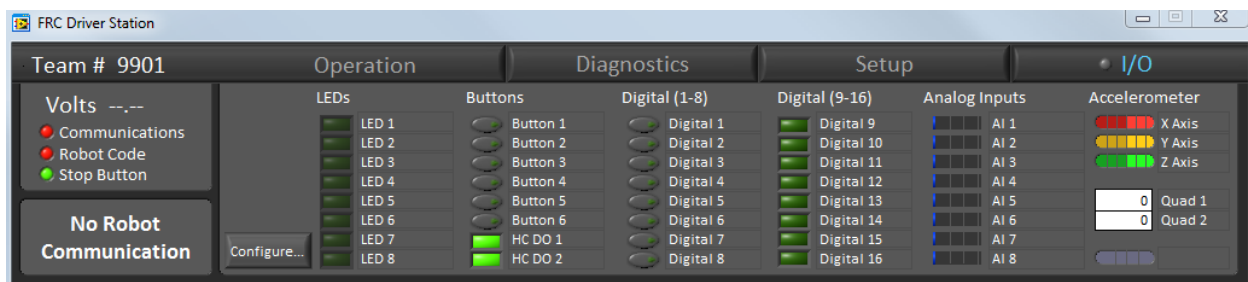 FRC Driver Station
Team # 9901
Operation
Diagnostics
Setup
I/O
Volts --.--
Communications
Robot Code
Stop Button
No Robot
Communication
Configure...
LEDs
LED 1
LED 2
LED 3
LED 4
LED 5
LED 6
LED 7
LED 8
Buttons
Button 1
Button 2
Button 3
Button 4
Button 5
Button 6
HC DO 1
HC DO 2
Digital (1-8)
Digital 1
Digital 2
Digital 3
Digital 4
Digital 5
Digital 6
Digital 7
Digital 8
Digital (9-16)
Digital 9
Digital 10
Digital 11
Digital 12
Digital 13
Digital 14
Digital 15
Digital 16
Analog Inputs
AI 1
AI 2
AI 3
AI 4
AI 5
AI 6
AI 7
AI 8
Accelerometer
X Axis
Y Axis
Z Axis
0 Quad 1
0 Quad 2